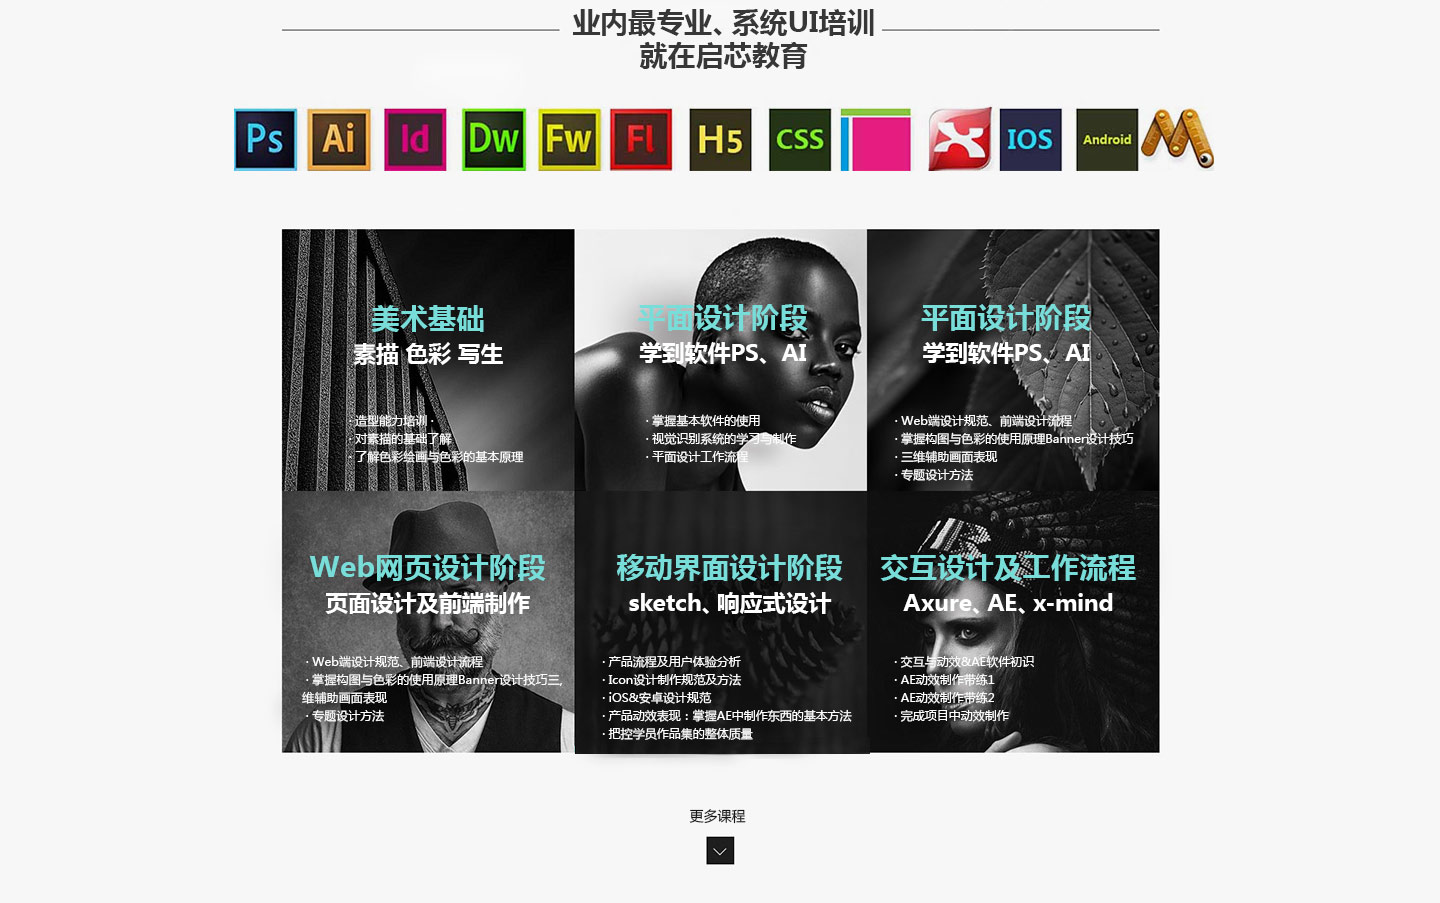 业内最专业、系统UI培训
就在启芯教育
Ps Ai Id Dw Fw Fl H5 CSS IOS Android
美术基础
素描 色彩 写生
· 造型能力培训 ·
· 对素描的基础了解
· 了解色彩绘画与色彩的基本原理
平面设计阶段
学到软件PS、AI
· 掌握基本软件的使用
· 视觉识别系统的学习与制作
· 平面设计工作流程
平面设计阶段
学到软件PS、AI
· Web端设计规范、前端设计流程
· 掌握构图与色彩的使用原理Banner设计技巧
· 三维辅助画面表现
· 专题设计方法
Web网页设计阶段
页面设计及前端制作
· Web端设计规范、前端设计流程
· 掌握构图与色彩的使用原理Banner设计技巧三,
维辅助画面表现
· 专题设计方法
移动界面设计阶段
sketch、响应式设计
· 产品流程及用户体验分析
· Icon设计制作规范及方法
· iOS&安卓设计规范
· 产品动效表现：掌握AE中制作东西的基本方法
· 把控学员作品集的整体质量
交互设计及工作流程
Axure、AE、x-mind
· 交互与动效&AE软件初识
· AE动效制作带练1
· AE动效制作带练2
· 完成项目中动效制作
更多课程